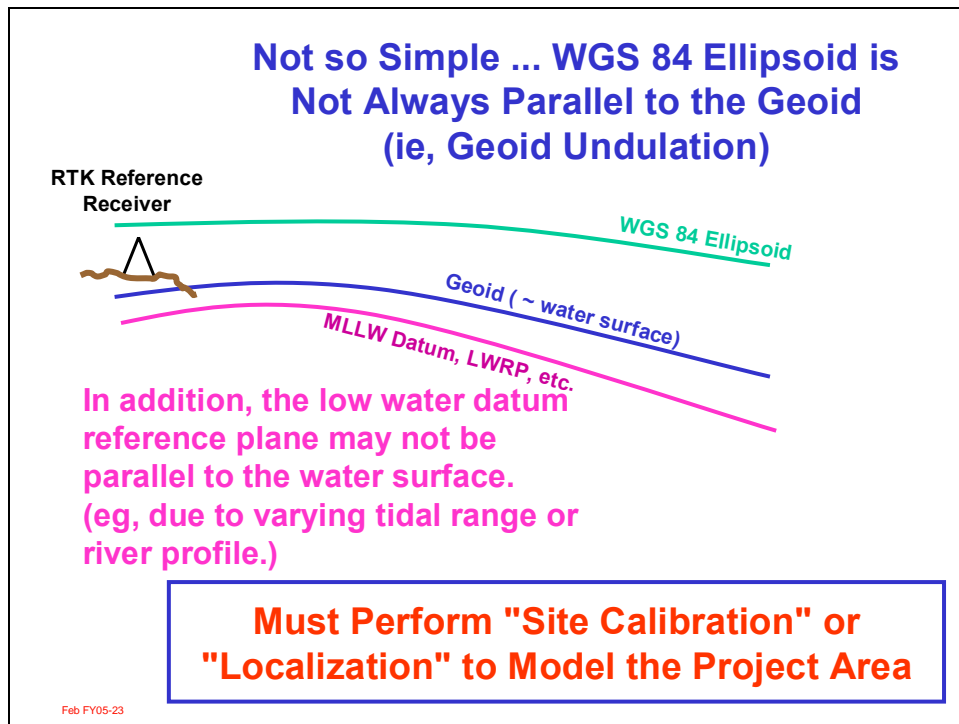 Not so Simple ... WGS 84 Ellipsoid is
Not Always Parallel to the Geoid
(ie, Geoid Undulation)
RTK Reference
Receiver
WGS 84 Ellipsoid
Geoid ( ~ water surface)
MLLW Datum, LWRP, etc.
In addition, the low water datum
reference plane may not be
parallel to the water surface.
(eg, due to varying tidal range or
river profile.)
Must Perform "Site Calibration" or
"Localization" to Model the Project Area
Feb FY05-23